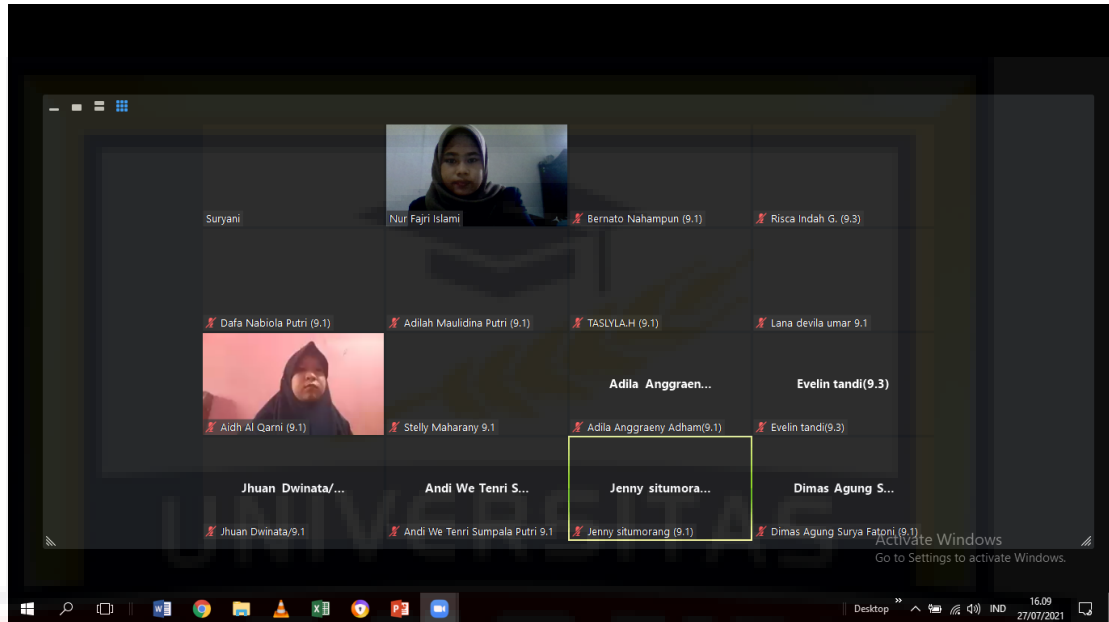 Suryani
Nur Fajri Islami
Bernato Nahampun (9.1)
Risca Indah G. (9.3)
Dafa Nabiola Putri (9.1)
Adilah Maulidina Putri (9.1)
TASLYLA.H (9.1)
Lana devila umar 9.1
Aidh Al Qarni (9.1)
Stelly Maharany 9.1
Adila Anggraen...
Adila Anggraeny Adham(9.1)
Evelin tandi(9.3)
Evelin tandi(9.3)
Jhuan Dwinata/...
Jhuan Dwinata/9.1
Andi We Tenri S...
Andi We Tenri Sumpala Putri 9.1
Jenny situmora...
Jenny situmorang (9.1)
Dimas Agung S...
Dimas Agung Surya Fatoni (9.1)
UNIVERSITAS
Activate Windows
Go to Settings to activate Windows.
Desktop
IND
16.09
27/07/2021